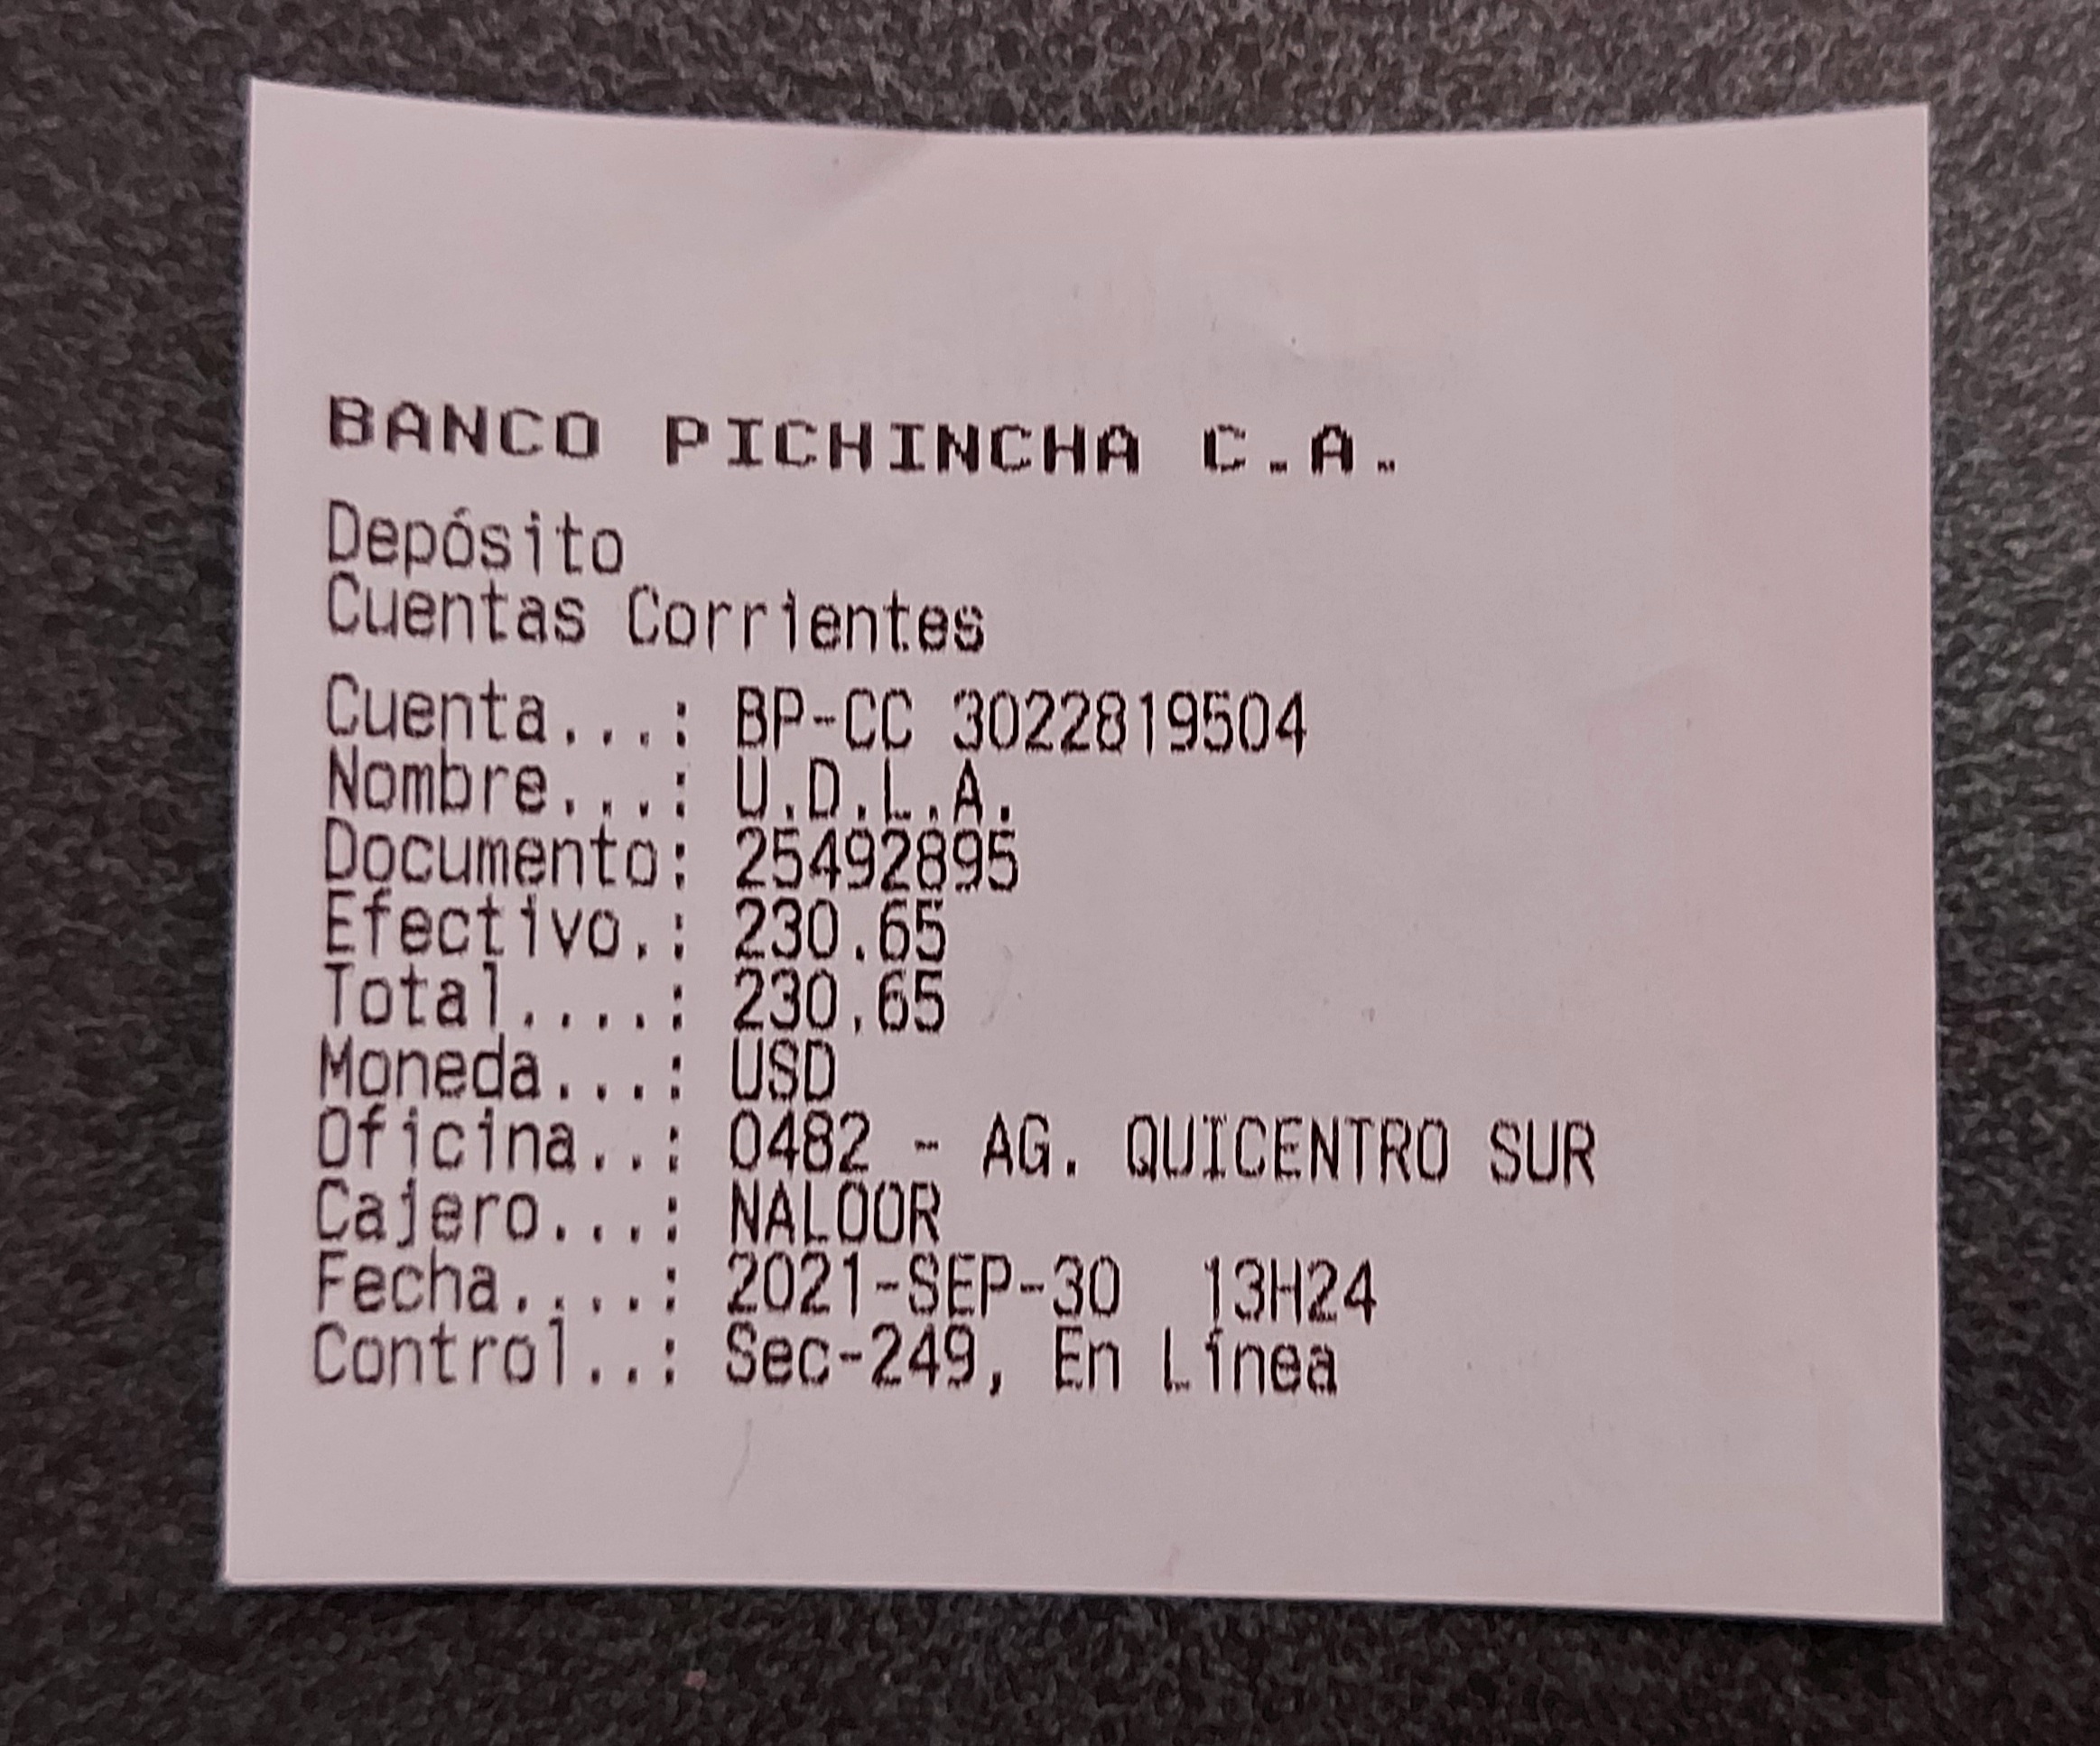 BANCO PICHINCHA C.A.
Depósito
Cuentas Corrientes
Cuenta...: BP-CC 3022819504
Nombre...: U.D.L.A.
Documento: 25492895
Efectivo.: 230.65
Total....: 230.65
Moneda...: USD
Oficina..: 0482 - AG. QUICENTRO SUR
Cajero...: NALOOR
Fecha....: 2021-SEP-30  13H24
Control..: Sec-249, En Línea